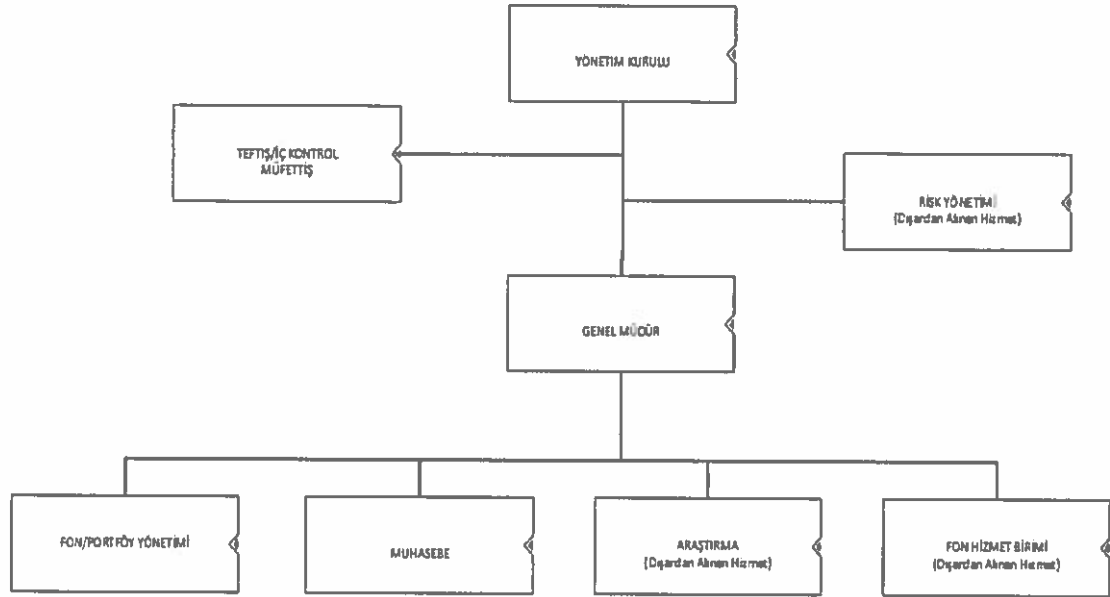 YÖNETİM KURULU
TEFTİŞ/İÇ KONTROL
MÜFETTİŞ
RİSK YÖNETİMİ
(Dışardan Alınan Hizmet)
GENEL MÜDÜR
FON/PORTFÖY YÖNETİMİ
MUHASEBE
ARAŞTIRMA
(Dışardan Alınan Hizmet)
FON HİZMET BİRİMİ
(Dışardan Alınan Hizmet)